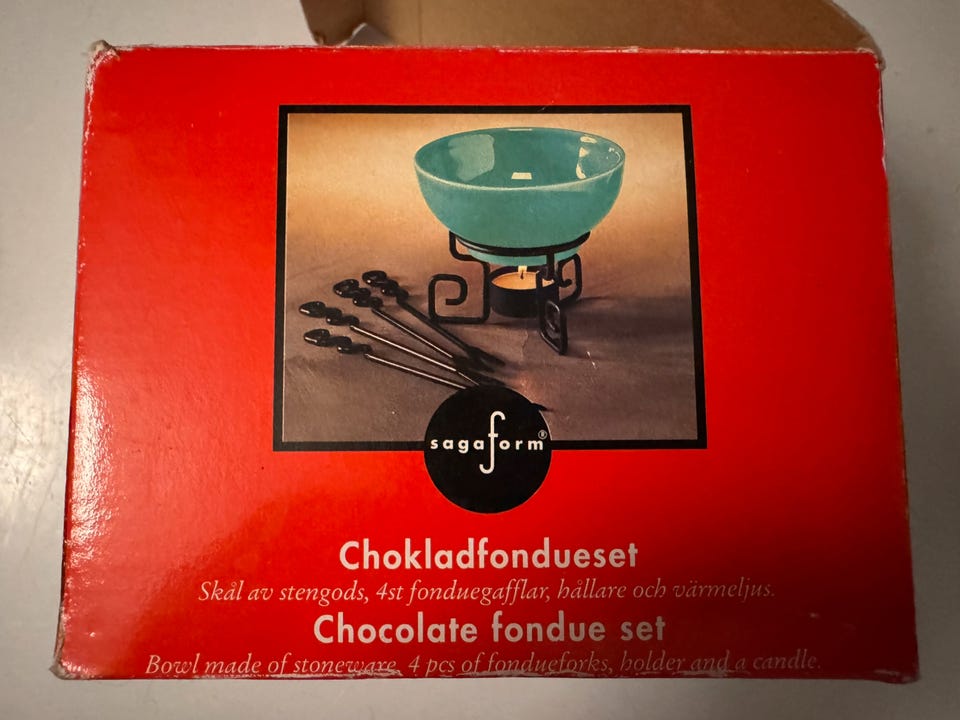 sagaform®
Chokladfondueset
Skål av stengods, 4st fonduegafflar, hållare och värmeljus.
Chocolate fondue set
Bowl made of stoneware, 4 pcs of fondueforks, holder and a candle.